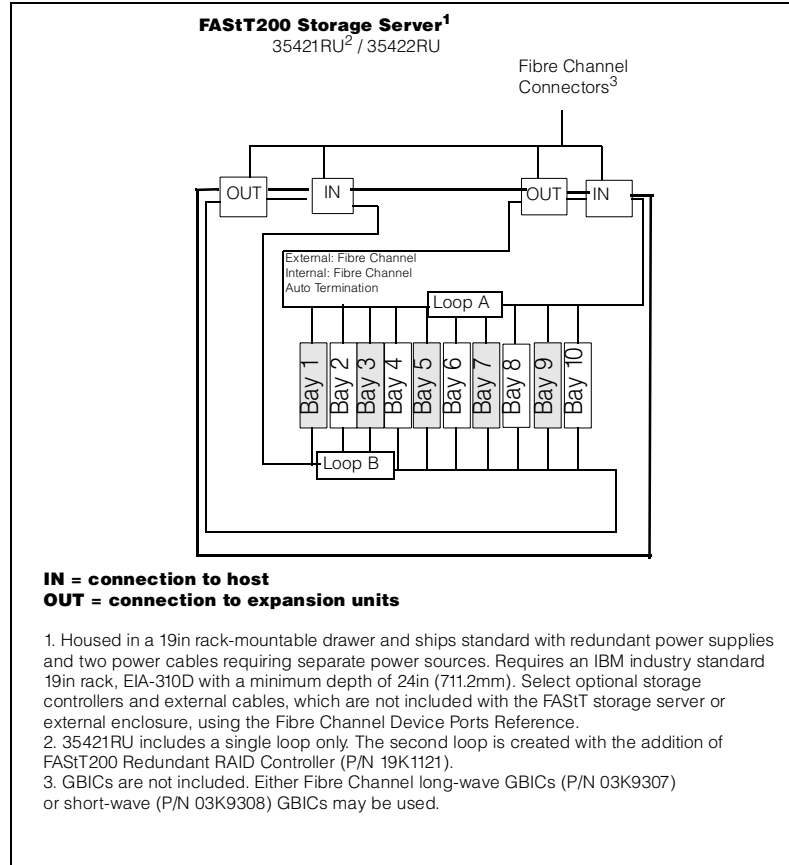 FAStT200 Storage Server1
35421RU2 / 35422RU
Fibre Channel
Connectors3
OUT
IN
OUT
IN
External: Fibre Channel
Internal: Fibre Channel
Auto Termination
Loop A
Bay 1
Bay 2
Bay 3
Bay 4
Bay 5
Bay 6
Bay 7
Bay 8
Bay 9
Bay 10
Loop B
IN = connection to host
OUT = connection to expansion units
1. Housed in a 19in rack-mountable drawer and ships standard with redundant power supplies
and two power cables requiring separate power sources. Requires an IBM industry standard
19in rack, EIA-310D with a minimum depth of 24in (711.2mm). Select optional storage
controllers and external cables, which are not included with the FAStT storage server or
external enclosure, using the Fibre Channel Device Ports Reference.
2. 35421RU includes a single loop only. The second loop is created with the addition of
FAStT200 Redundant RAID Controller (P/N 19K1121).
3. GBICs are not included. Either Fibre Channel long-wave GBICs (P/N 03K9307)
or short-wave (P/N 03K9308) GBICs may be used.